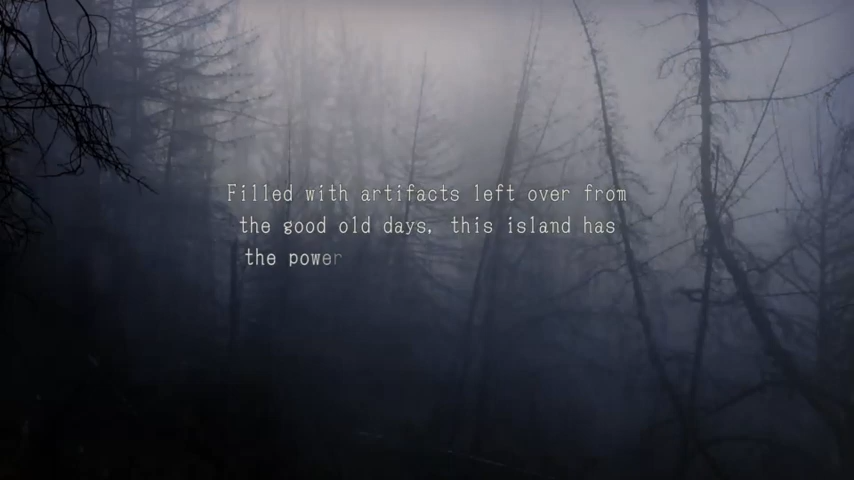 Filled with artifacts left over from
the good old days, this island has
the power